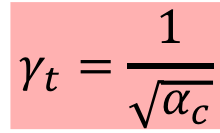 γ_t = 1/√α_c